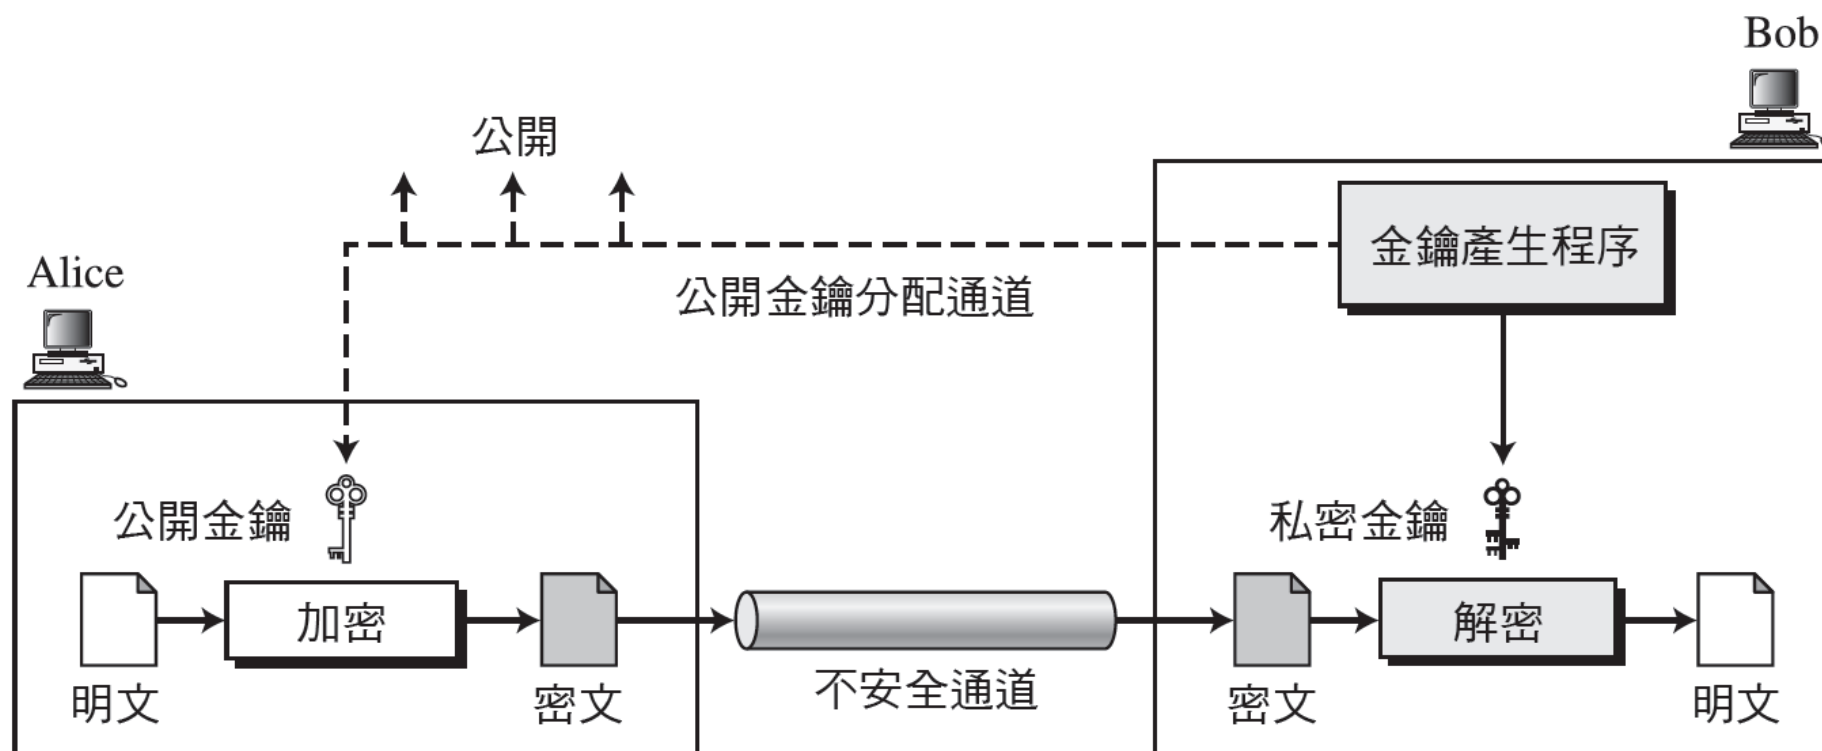 Bob
公開
金鑰產生程序
Alice
公開金鑰分配通道
公開金鑰
私密金鑰
加密
解密
明文
密文
不安全通道
密文
明文